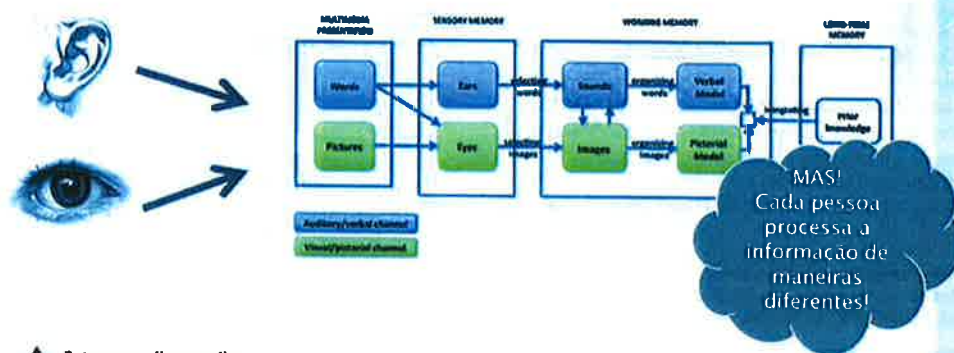 MULTIMEDIA PRESENTATION
SENSORY MEMORY
WORKING MEMORY
LONG-TERM MEMORY
Words
Ears
selecting words
Sounds
organizing words
Verbal Model
integrating
Prior knowledge
Pictures
Eyes
selecting images
Images
organizing images
Pictorial Model
Auditory/verbal channel
Visual/pictorial channel
MAS!
Cada pessoa
processa a
informação de
maneiras
diferentes!